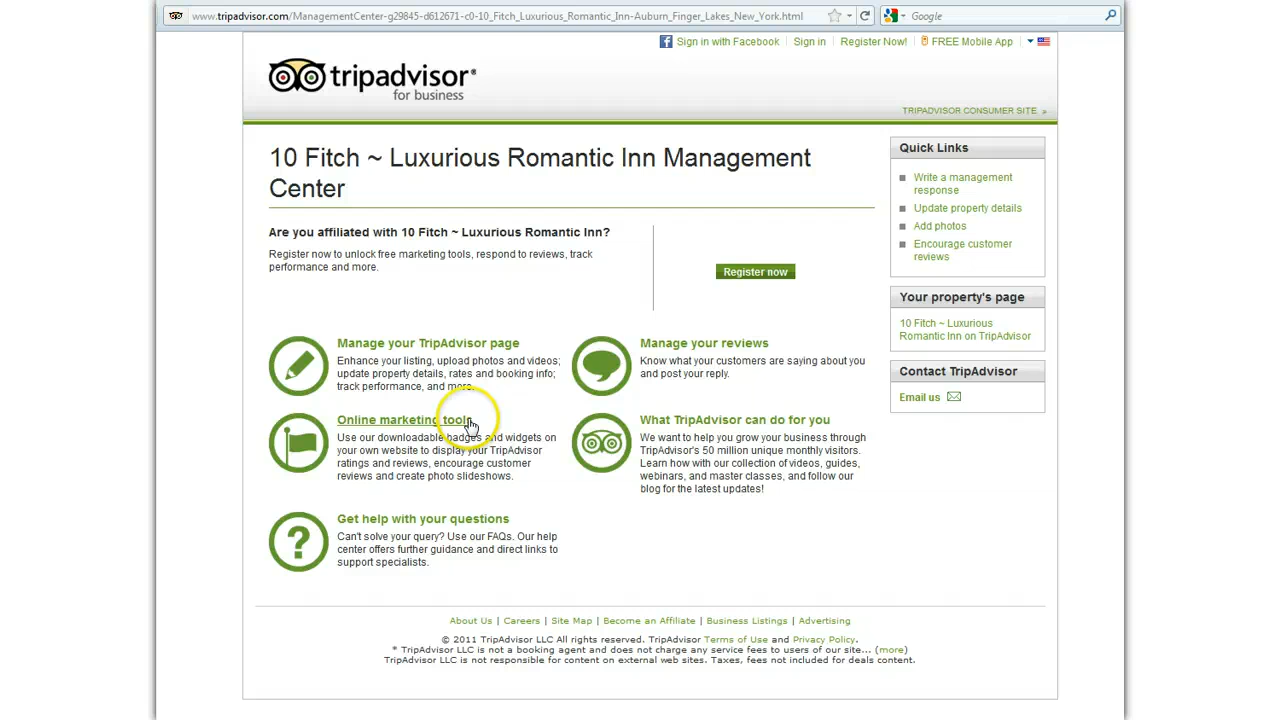 www.tripadvisor.com/ManagementCenter-g29845-d612671-c0-10_Fitch_Luxurious_Romantic_Inn-Auburn_Finger_Lakes_New_York.html
Google
Sign in with Facebook
Sign in
Register Now!
FREE Mobile App
tripadvisor®
for business
TRIPADVISOR CONSUMER SITE »
10 Fitch ~ Luxurious Romantic Inn Management
Center
Are you affiliated with 10 Fitch ~ Luxurious Romantic Inn?
Register now to unlock free marketing tools, respond to reviews, track
performance and more.
Register now
Manage your TripAdvisor page
Enhance your listing, upload photos and videos;
update property details, rates and booking info;
track performance, and more.
Manage your reviews
Know what your customers are saying about you
and post your reply.
Online marketing tools
Use our downloadable badges and widgets on
your own website to display your TripAdvisor
ratings and reviews, encourage customer
reviews and create photo slideshows.
What TripAdvisor can do for you
We want to help you grow your business through
TripAdvisor's 50 million unique monthly visitors.
Learn how with our collection of videos, guides,
webinars, and master classes, and follow our
blog for the latest updates!
Get help with your questions
Can't solve your query? Use our FAQs. Our help
center offers further guidance and direct links to
support specialists.
Quick Links
Write a management
response
Update property details
Add photos
Encourage customer
reviews
Your property's page
10 Fitch ~ Luxurious
Romantic Inn on TripAdvisor
Contact TripAdvisor
Email us
About Us | Careers | Site Map | Become an Affiliate | Business Listings | Advertising
© 2011 TripAdvisor LLC All rights reserved. TripAdvisor Terms of Use and Privacy Policy.
* TripAdvisor LLC is not a booking agent and does not charge any service fees to users of our site... (more)
TripAdvisor LLC is not responsible for content on external web sites. Taxes, fees not included for deals content.